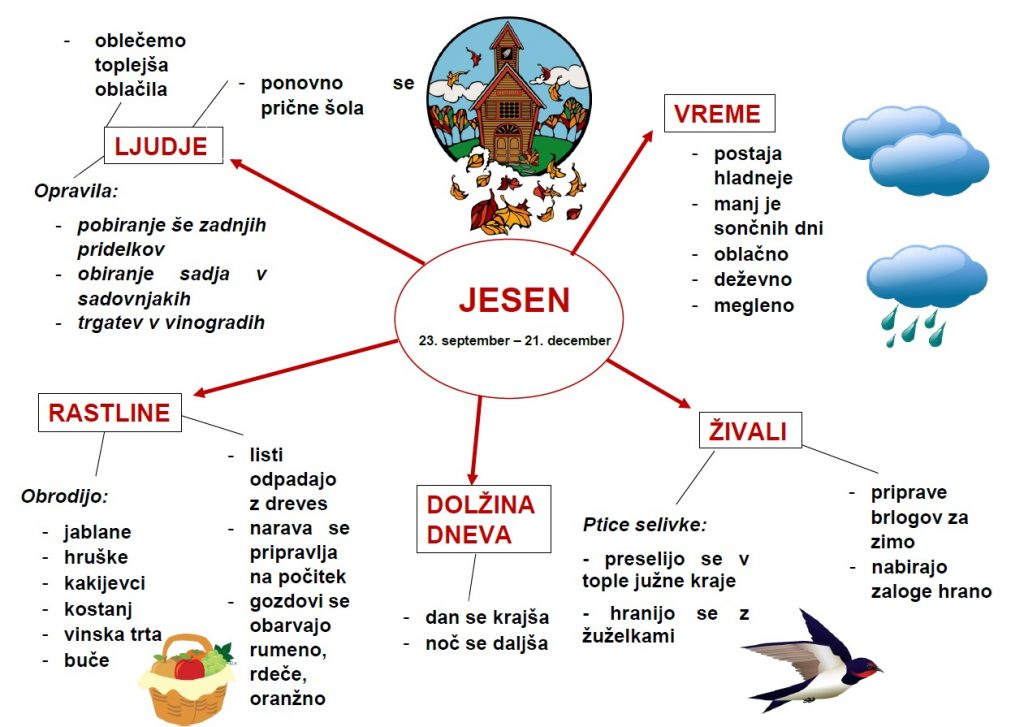 - oblečemo
toplejša
oblačila
- ponovno se
prične šola
LJUDJE
Opravila:
- pobiranje še zadnjih
pridelkov
- obiranje sadja v
sadovnjakih
- trgatev v vinogradih
VREME
- postaja
hladneje
- manj je
sončnih dni
- oblačno
- deževno
- megleno
JESEN
23. september – 21. december
RASTLINE
Obrodijo:
- jablane
- hruške
- kakijevci
- kostanj
- vinska trta
- buče
- listi
odpadajo
z dreves
- narava se
pripravlja
na počitek
- gozdovi se
obarvajo
rumeno,
rdeče,
oranžno
DOLŽINA
DNEVA
- dan se krajša
- noč se daljša
ŽIVALI
Ptice selivke:
- preselijo se v
tople južne kraje
- hranijo se z
žuželkami
- priprave
brlogov za
zimo
- nabirajo
zaloge hrano